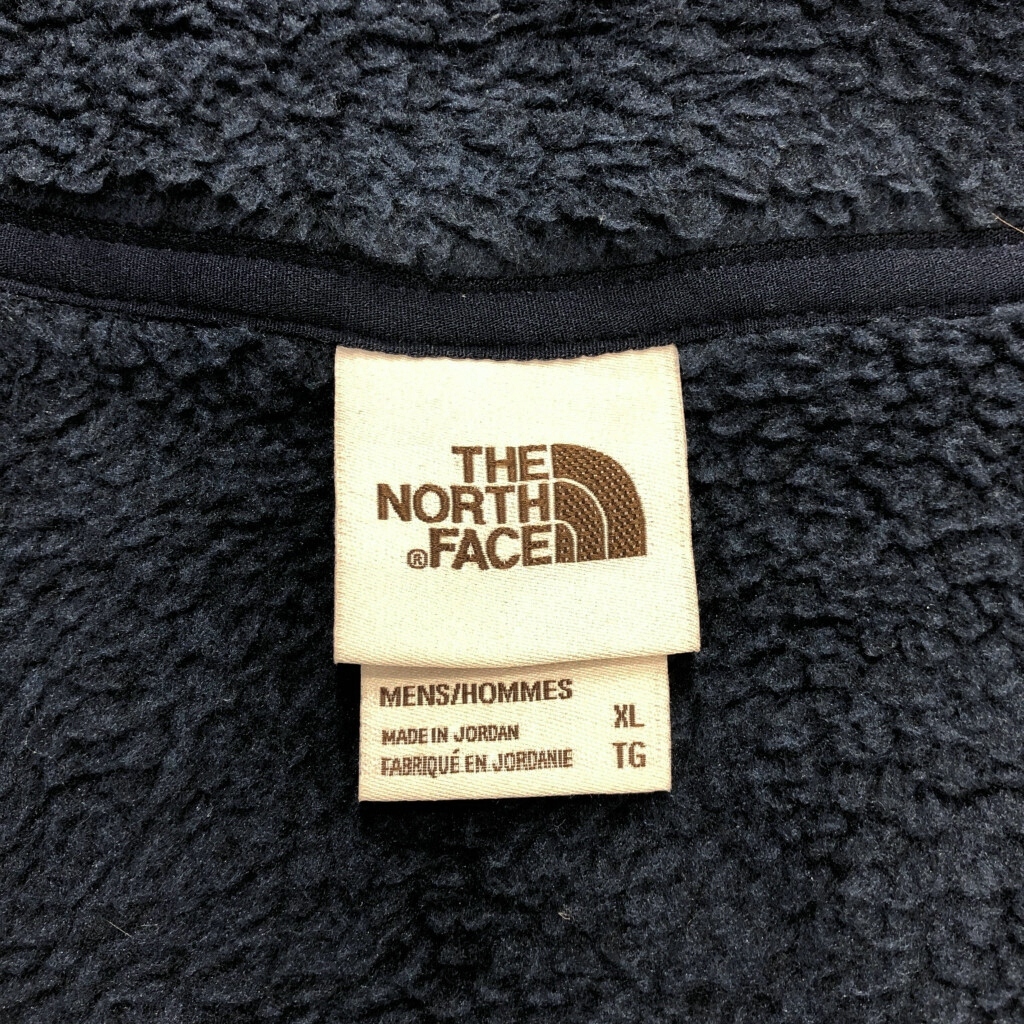 THE
NORTH
®FACE
MENS/HOMMES
XL
MADE IN JORDAN
FABRIQUÉ EN JORDANIE
TG